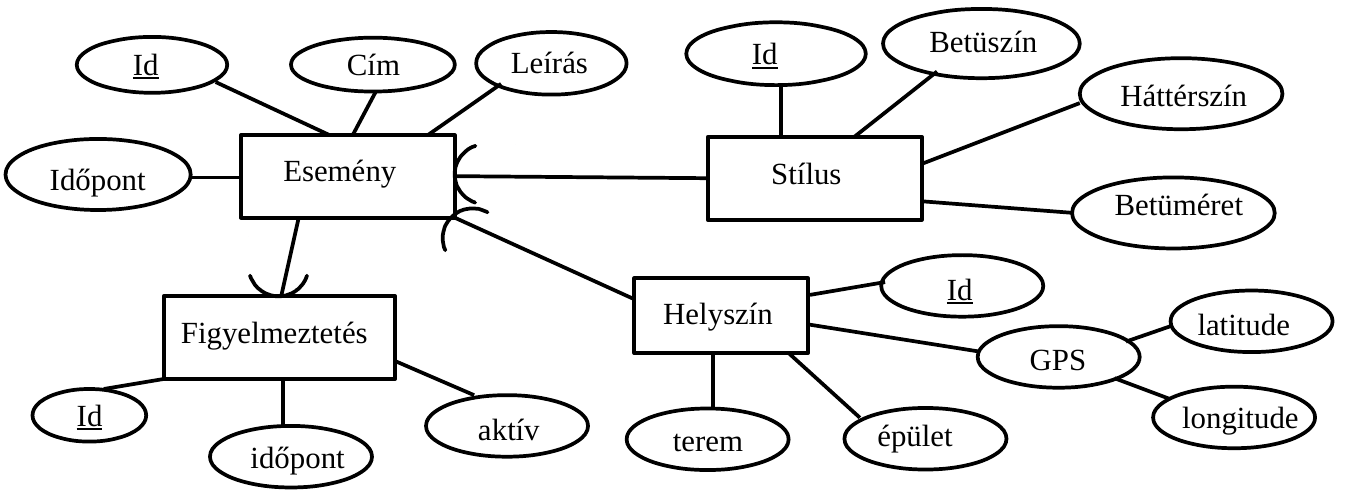 Id
Cím
Leírás
Id
Betüszín
Háttérszín
Időpont
Esemény
Stílus
Betüméret
Id
Figyelmeztetés
Helyszín
latitude
GPS
Id
időpont
aktív
terem
épület
longitude